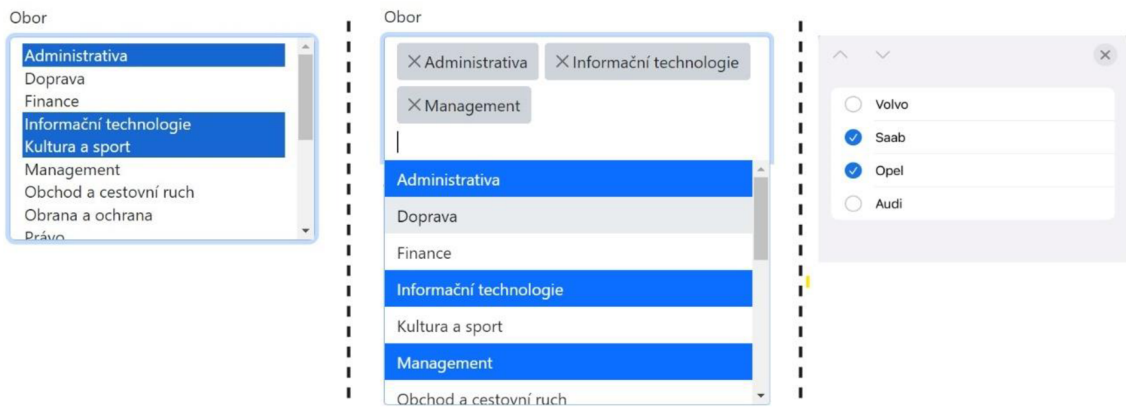 Obor
Administrativa
Doprava
Finance
Informační technologie
Kultura a sport
Management
Obchod a cestovní ruch
Obrana a ochrana
Právo
Obor
Administrativa Informační technologie
Management
Administrativa
Doprava
Finance
Informační technologie
Kultura a sport
Management
Obchod a cestovní ruch
Volvo
Saab
Opel
Audi